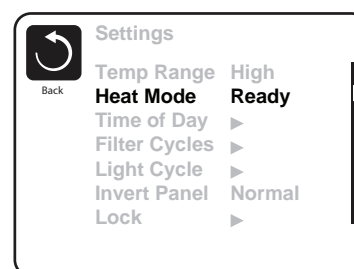 Settings
Back
Temp Range High
Heat Mode Ready
Time of Day ▶
Filter Cycles ▶
Light Cycle ▶
Invert Panel Normal
Lock ▶